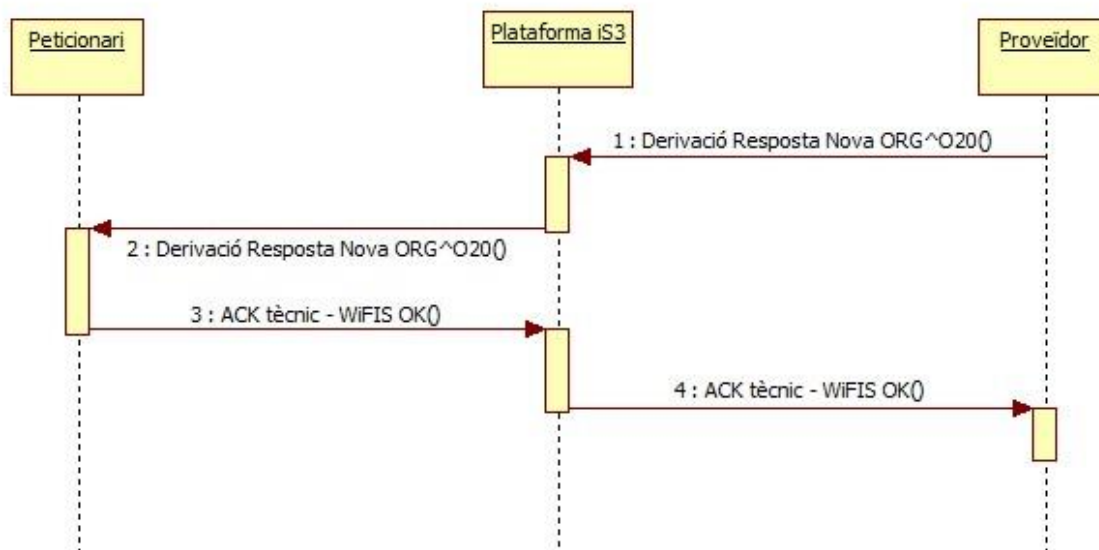 Peticionari
Plataforma iS3
Proveïdor
1 : Derivació Resposta Nova ORG^O20()
2 : Derivació Resposta Nova ORG^O20()
3 : ACK tècnic - WiFIS OK()
4 : ACK tècnic - WiFIS OK()